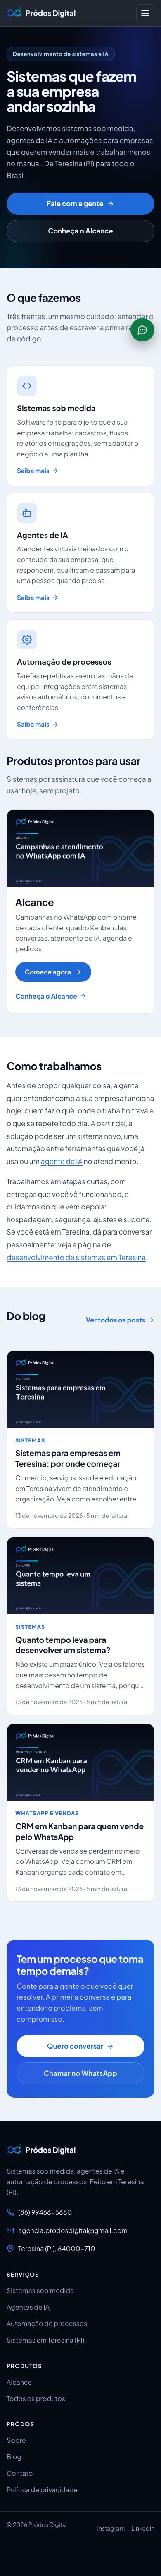 Pródos Digital
Desenvolvimento de sistemas e IA
Sistemas que fazem
a sua empresa
andar sozinha
Desenvolvemos sistemas sob medida,
agentes de IA e automações para empresas
que querem vender mais e trabalhar menos
no manual. De Teresina (PI) para todo o
Brasil.
Fale com a gente
Conheça o Alcance
O que fazemos
Três frentes, um mesmo cuidado: entender o
processo antes de escrever a primeira
de código.
Sistemas sob medida
Software feito para o jeito que a sua
empresa trabalha: cadastros, fluxos,
relatórios e integrações, sem adaptar o
negócio a uma planilha.
Saiba mais
Agentes de IA
Atendentes virtuais treinados com o
conteúdo da sua empresa, que
respondem, qualificam e passam para
uma pessoa quando precisa.
Saiba mais
Automação de processos
Tarefas repetitivas saem das mãos da
equipe: integrações entre sistemas,
avisos automáticos, documentos e
conferências.
Saiba mais
Produtos prontos para usar
Sistemas por assinatura que você começa a
usar hoje, sem projeto.
Pródos Digital
ALCANCE
Campanhas e atendimento
no WhatsApp com IA
Alcance
Campanhas no WhatsApp com o nome
de cada cliente, quadro Kanban das
conversas, atendente de IA, agenda e
pedidos.
Comece agora
Conheça o Alcance
Como trabalhamos
Antes de propor qualquer coisa, a gente
quer entender como a sua empresa funciona
hoje: quem faz o quê, onde o trabalho trava e
o que se repete todo dia. A partir daí, a
solução pode ser um sistema novo, uma
automação entre ferramentas que você já
usa ou um agente de IA no atendimento.
Trabalhamos em etapas curtas, com
entregas que você vê funcionando, e
cuidamos do que vem depois:
hospedagem, segurança, ajustes e suporte.
Se você está em Teresina, dá para conversar
pessoalmente; veja a página de
desenvolvimento de sistemas em Teresina.
Do blog
Ver todos os posts
Pródos Digital
SISTEMAS
Sistemas para empresas em
Teresina
SISTEMAS
Sistemas para empresas em
Teresina: por onde começar
Comércio, serviços, saúde e educação
em Teresina vivem de atendimento e
organização. Veja como escolher entre...
13 de novembro de 2026 · 5 min de leitura
Pródos Digital
SISTEMAS
Quanto tempo leva um
sistema
SISTEMAS
Quanto tempo leva para
desenvolver um sistema?
Não existe um prazo único. Veja os fatores
que mais pesam no tempo de
desenvolvimento de um sistema, por qu...
13 de novembro de 2026 · 5 min de leitura
Pródos Digital
WHATSAPP E VENDAS
CRM em Kanban para
vender no WhatsApp
WHATSAPP E VENDAS
CRM em Kanban para quem vende
pelo WhatsApp
Conversas de venda se perdem no meio
do WhatsApp. Veja como um CRM em
Kanban organiza cada contato em...
13 de novembro de 2026 · 5 min de leitura
Tem um processo que toma
tempo demais?
Conte para a gente o que você quer
resolver. A primeira conversa é para
entender o problema, sem
compromisso.
Quero conversar
Chamar no WhatsApp
Pródos Digital
Sistemas sob medida, agentes de IA e
automação de processos. Feito em Teresina
(PI).
(86) 99466-5680
agencia.prodosdigital@gmail.com
Teresina (PI), 64000-710
SERVIÇOS
Sistemas sob medida
Agentes de IA
Automação de processos
Sistemas em Teresina (PI)
PRODUTOS
Alcance
Todos os produtos
PRÓDOS
Sobre
Blog
Contato
Política de privacidade
© 2026 Pródos Digital
Instagram LinkedIn